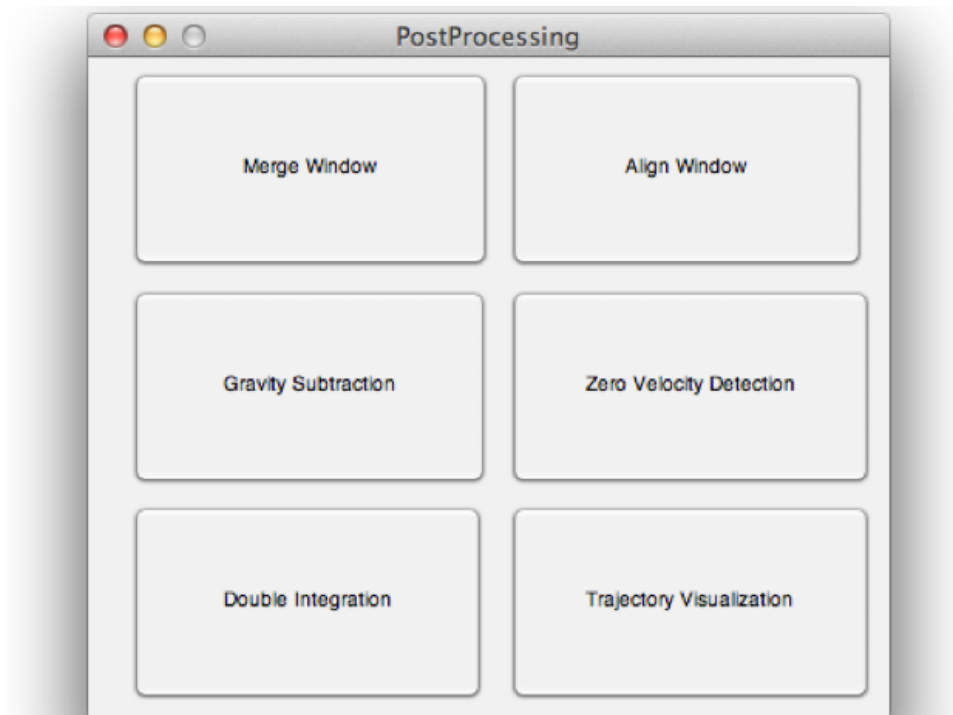 PostProcessing
Merge Window
Align Window
Gravity Subtraction
Zero Velocity Detection
Double Integration
Trajectory Visualization